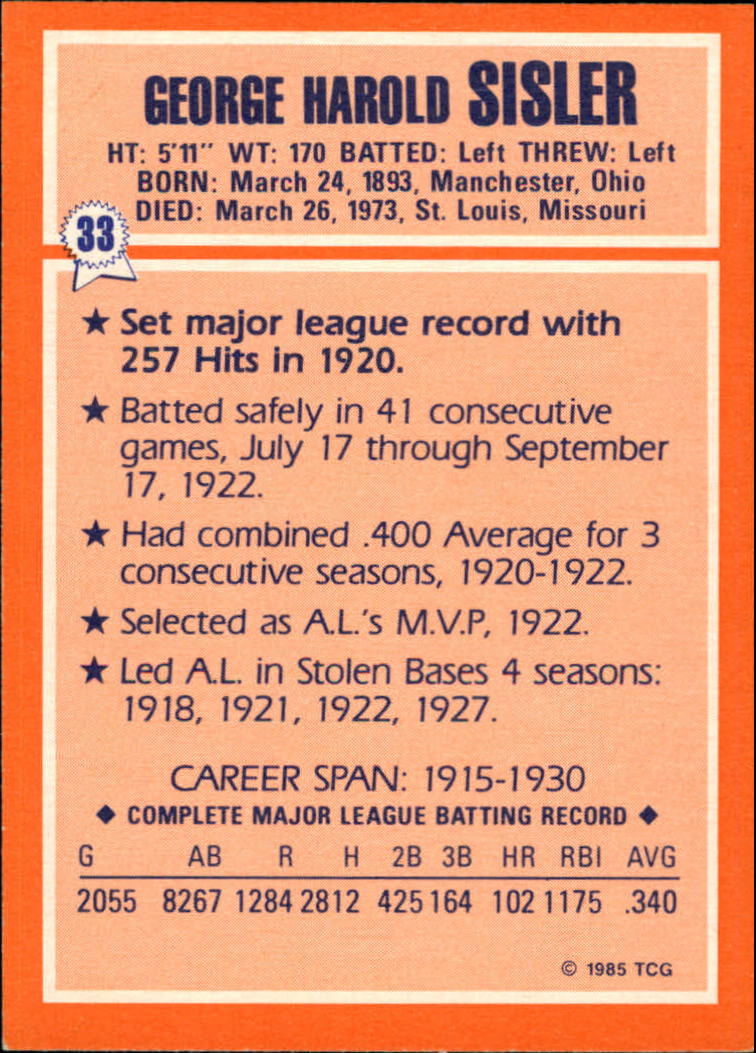 GEORGE HAROLD SISLER
HT: 5'11" WT: 170 BATTED: Left THREW: Left
BORN: March 24, 1893, Manchester, Ohio
DIED: March 26, 1973, St. Louis, Missouri
33
★ Set major league record with
257 Hits in 1920.
★ Batted safely in 41 consecutive
games, July 17 through September
17, 1922.
★ Had combined .400 Average for 3
consecutive seasons, 1920-1922.
★ Selected as A.L.'s M.V.P, 1922.
★ Led A.L. in Stolen Bases 4 seasons:
1918, 1921, 1922, 1927.
CAREER SPAN: 1915-1930
◆ COMPLETE MAJOR LEAGUE BATTING RECORD ◆
G AB R H 2B 3B HR RBI AVG
2055 8267 1284 2812 425 164 102 1175 .340
© 1985 TCG